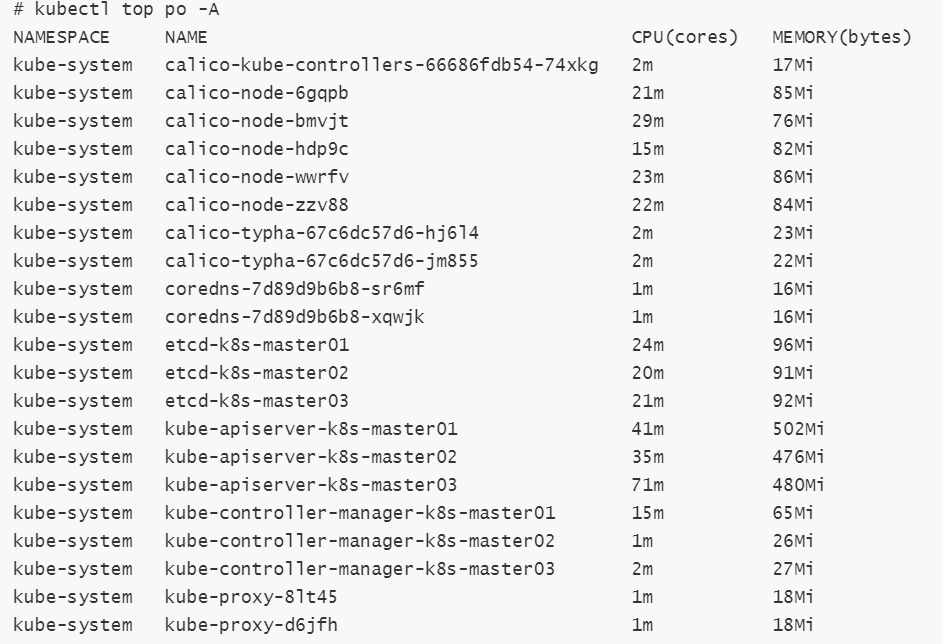 # kubectl top po -A
NAMESPACE NAME CPU(cores) MEMORY(bytes)
kube-system calico-kube-controllers-66686fdb54-74xkg 2m 17Mi
kube-system calico-node-6gqpb 21m 85Mi
kube-system calico-node-bmvjt 29m 76Mi
kube-system calico-node-hdp9c 15m 82Mi
kube-system calico-node-wwrfv 23m 86Mi
kube-system calico-node-zzv88 22m 84Mi
kube-system calico-typha-67c6dc57d6-hj6l4 2m 23Mi
kube-system calico-typha-67c6dc57d6-jm855 2m 22Mi
kube-system coredns-7d89d9b6b8-sr6mf 1m 16Mi
kube-system coredns-7d89d9b6b8-xqwjk 1m 16Mi
kube-system etcd-k8s-master01 24m 96Mi
kube-system etcd-k8s-master02 20m 91Mi
kube-system etcd-k8s-master03 21m 92Mi
kube-system kube-apiserver-k8s-master01 41m 502Mi
kube-system kube-apiserver-k8s-master02 35m 476Mi
kube-system kube-apiserver-k8s-master03 71m 480Mi
kube-system kube-controller-manager-k8s-master01 15m 65Mi
kube-system kube-controller-manager-k8s-master02 1m 26Mi
kube-system kube-controller-manager-k8s-master03 2m 27Mi
kube-system kube-proxy-8lt45 1m 18Mi
kube-system kube-proxy-d6jfh 1m 18Mi